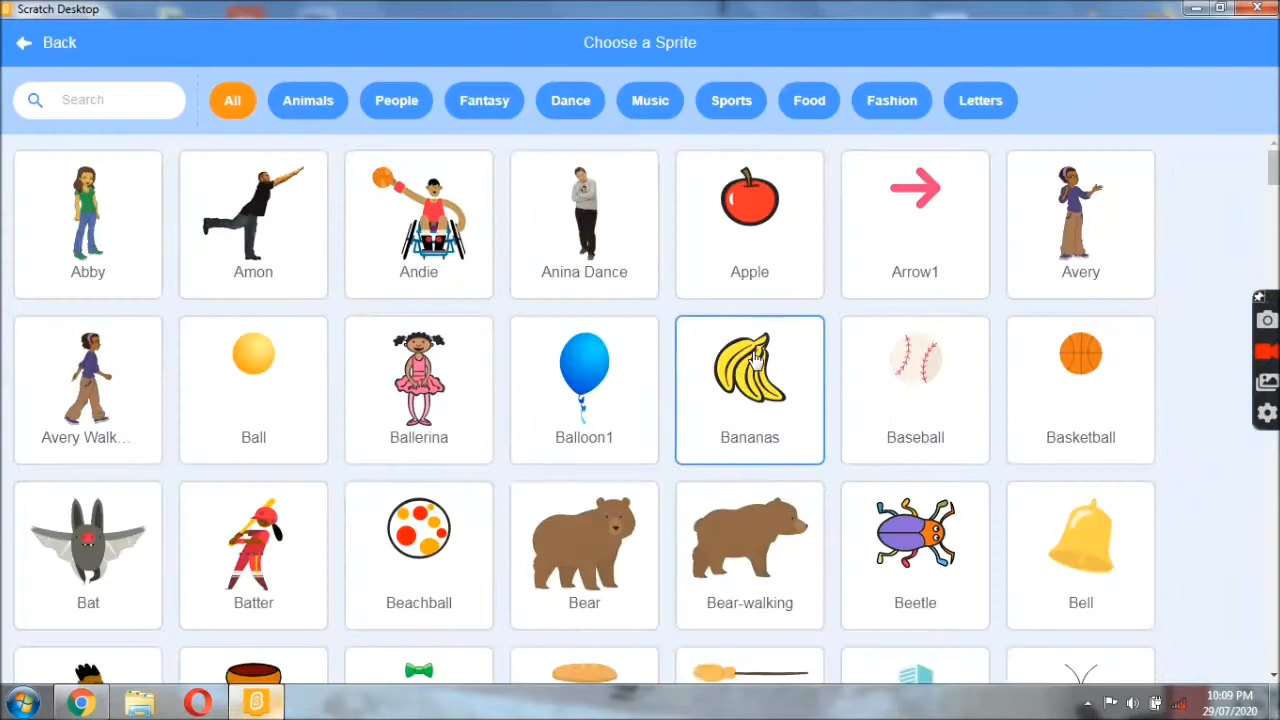 Scratch Desktop
Back
Choose a Sprite
Search
All
Animals
People
Fantasy
Dance
Music
Sports
Food
Fashion
Letters
Abby
Amon
Andie
Anina Dance
Apple
Arrow1
Avery
Avery Walk...
Ball
Ballerina
Balloon1
Bananas
Baseball
Basketball
Bat
Batter
Beachball
Bear
Bear-walking
Beetle
Bell
10:09 PM
29/07/2020